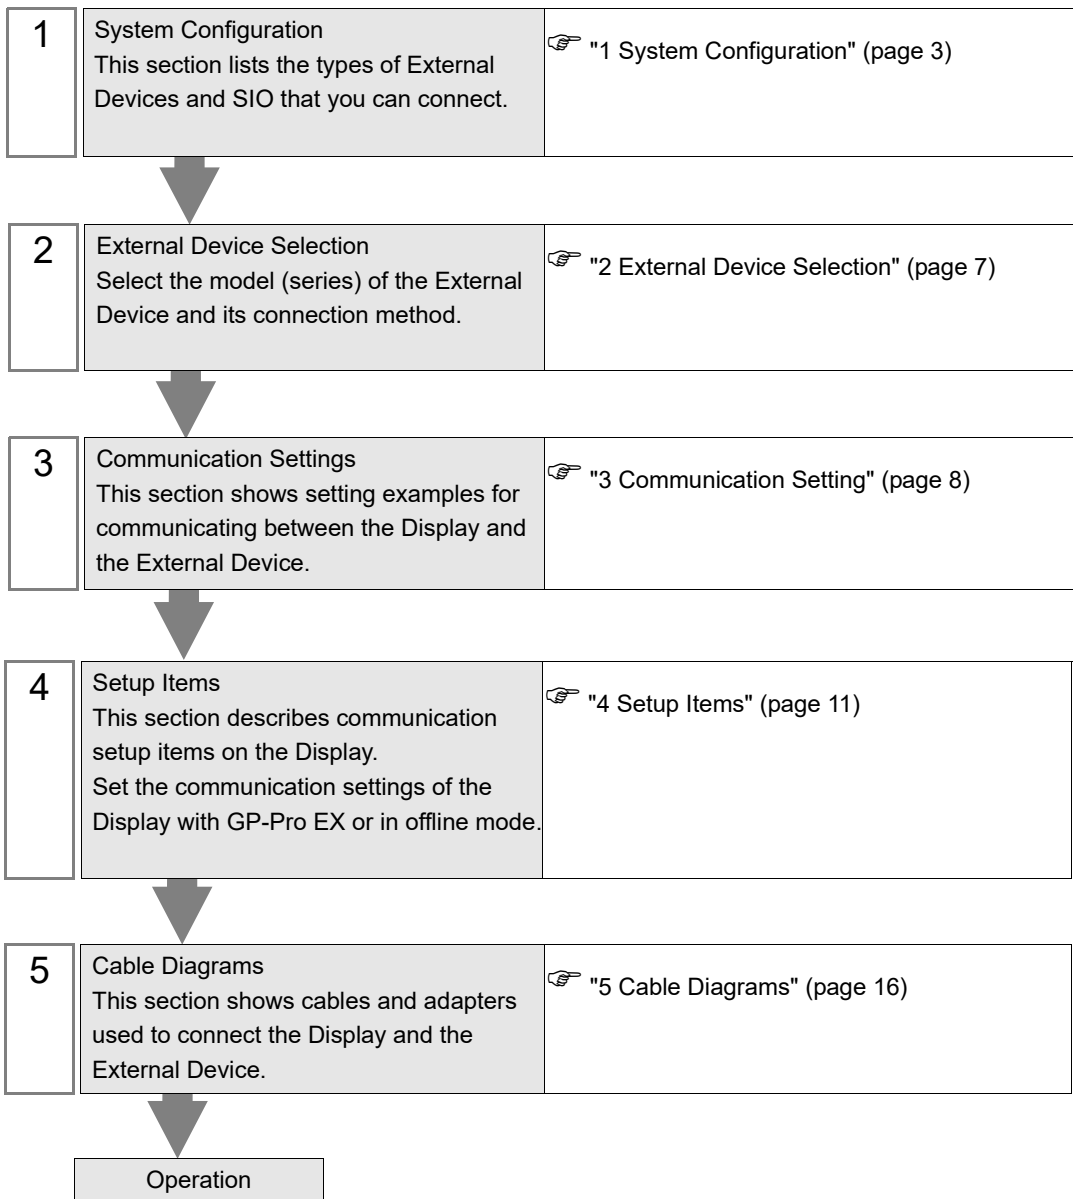 1
System Configuration
This section lists the types of External
Devices and SIO that you can connect.
"1 System Configuration" (page 3)
2
External Device Selection
Select the model (series) of the External
Device and its connection method.
"2 External Device Selection" (page 7)
3
Communication Settings
This section shows setting examples for
communicating between the Display and
the External Device.
"3 Communication Setting" (page 8)
4
Setup Items
This section describes communication
setup items on the Display.
Set the communication settings of the
Display with GP-Pro EX or in offline mode.
"4 Setup Items" (page 11)
5
Cable Diagrams
This section shows cables and adapters
used to connect the Display and the
External Device.
"5 Cable Diagrams" (page 16)
Operation